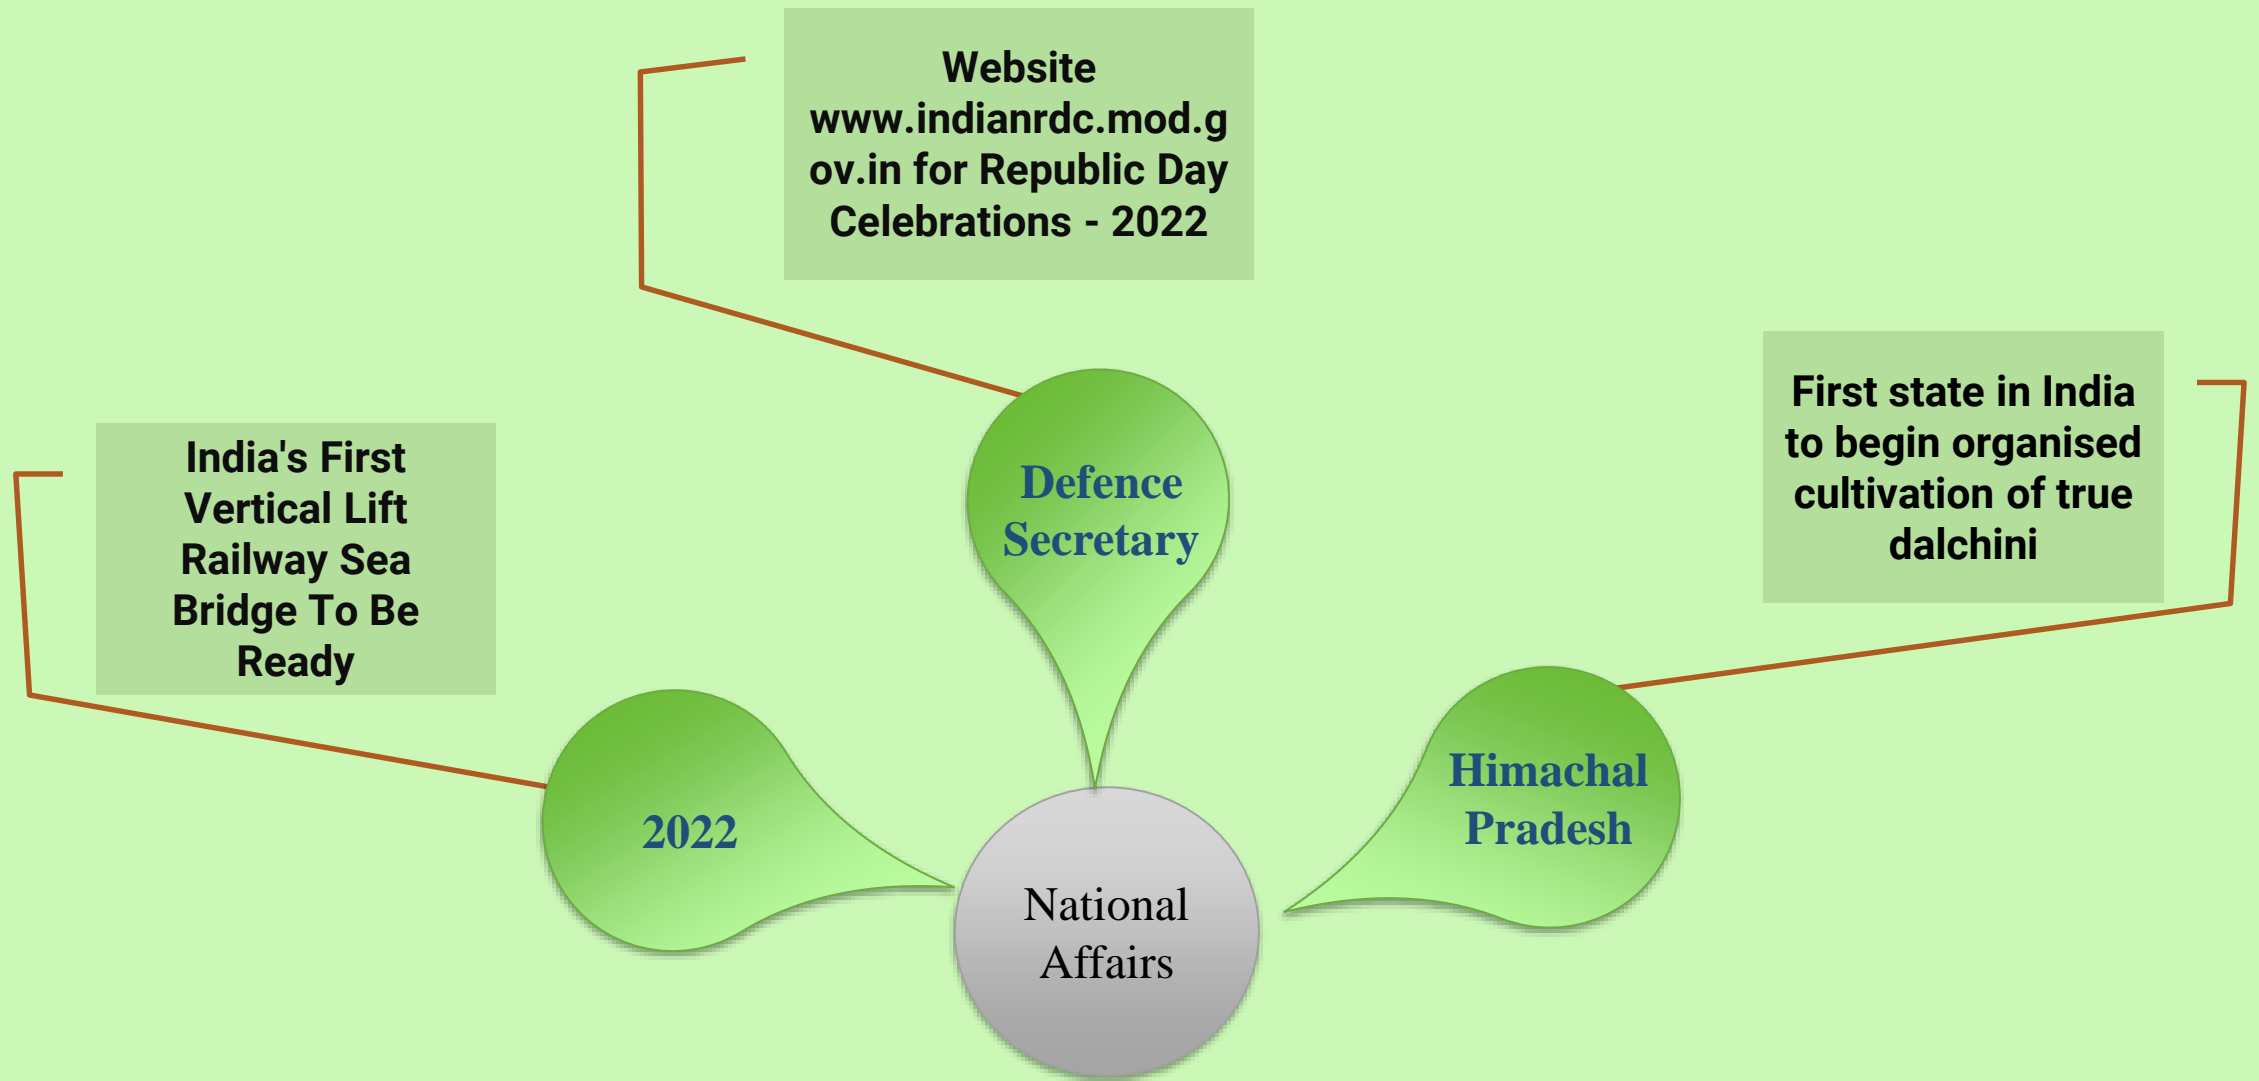 Website
www.indianrdc.mod.g
ov.in for Republic Day
Celebrations - 2022
First state in India
to begin organised
cultivation of true
dalchini
India's First
Vertical Lift
Railway Sea
Bridge To Be
Ready
Defence
Secretary
Himachal
Pradesh
2022
National
Affairs